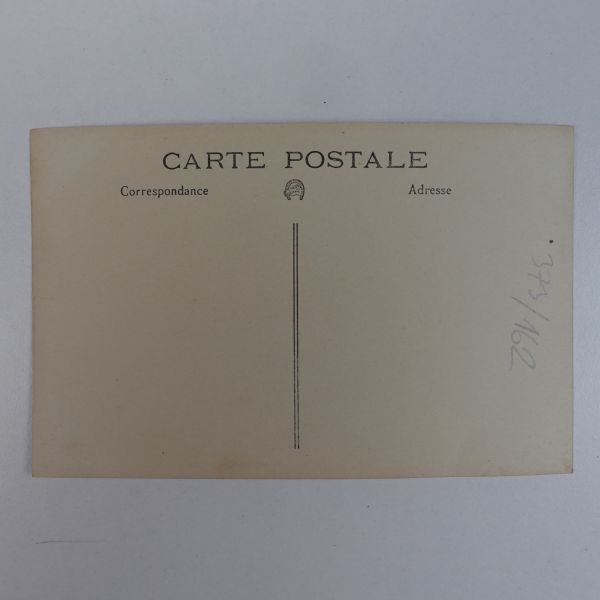 CARTE POSTALE
Correspondance Adresse
373/162